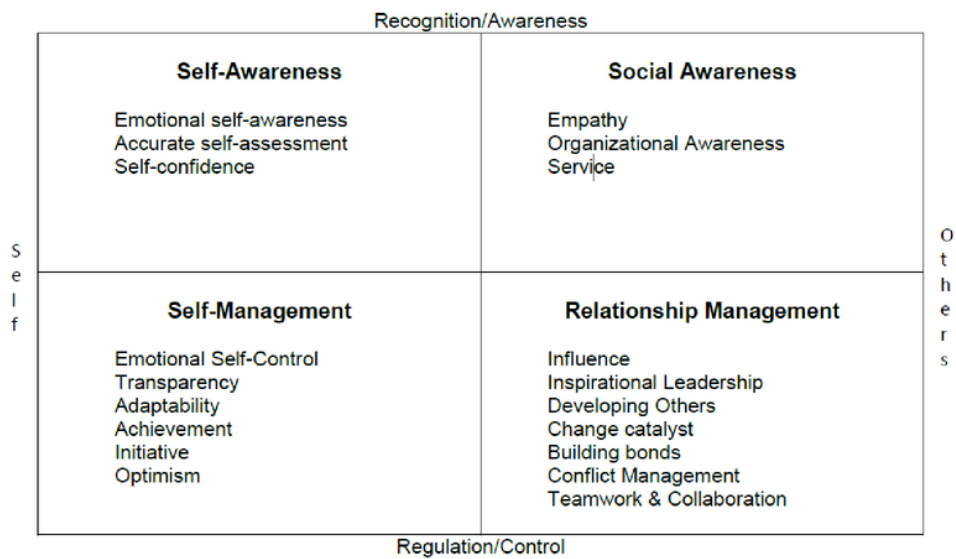 Recognition/Awareness
Self-Awareness
Emotional self-awareness
Accurate self-assessment
Self-confidence
Social Awareness
Empathy
Organizational Awareness
Service
Self
Others
Self-Management
Emotional Self-Control
Transparency
Adaptability
Achievement
Initiative
Optimism
Relationship Management
Influence
Inspirational Leadership
Developing Others
Change catalyst
Building bonds
Conflict Management
Teamwork & Collaboration
Regulation/Control